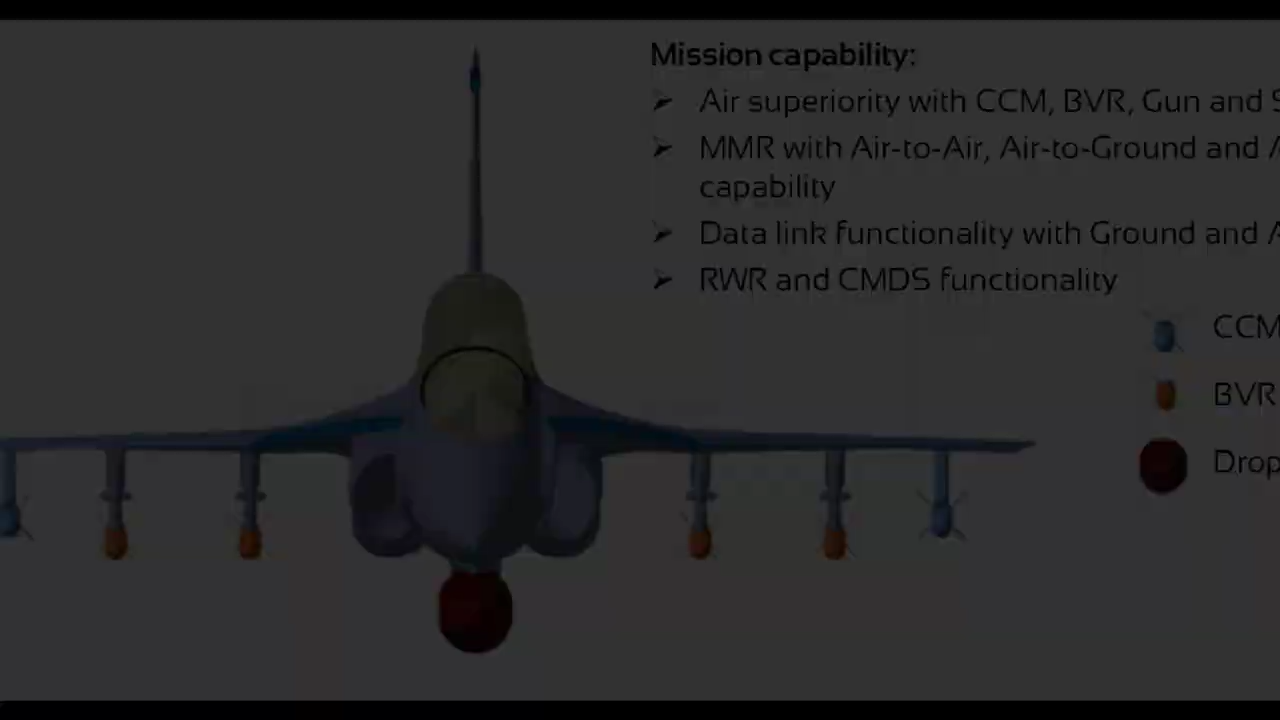 Mission capability:
➤ Air superiority with CCM, BVR, Gun and
➤ MMR with Air-to-Air, Air-to-Ground and
capability
➤ Data link functionality with Ground and
➤ RWR and CMDS functionality
CCM
BVR
Drop